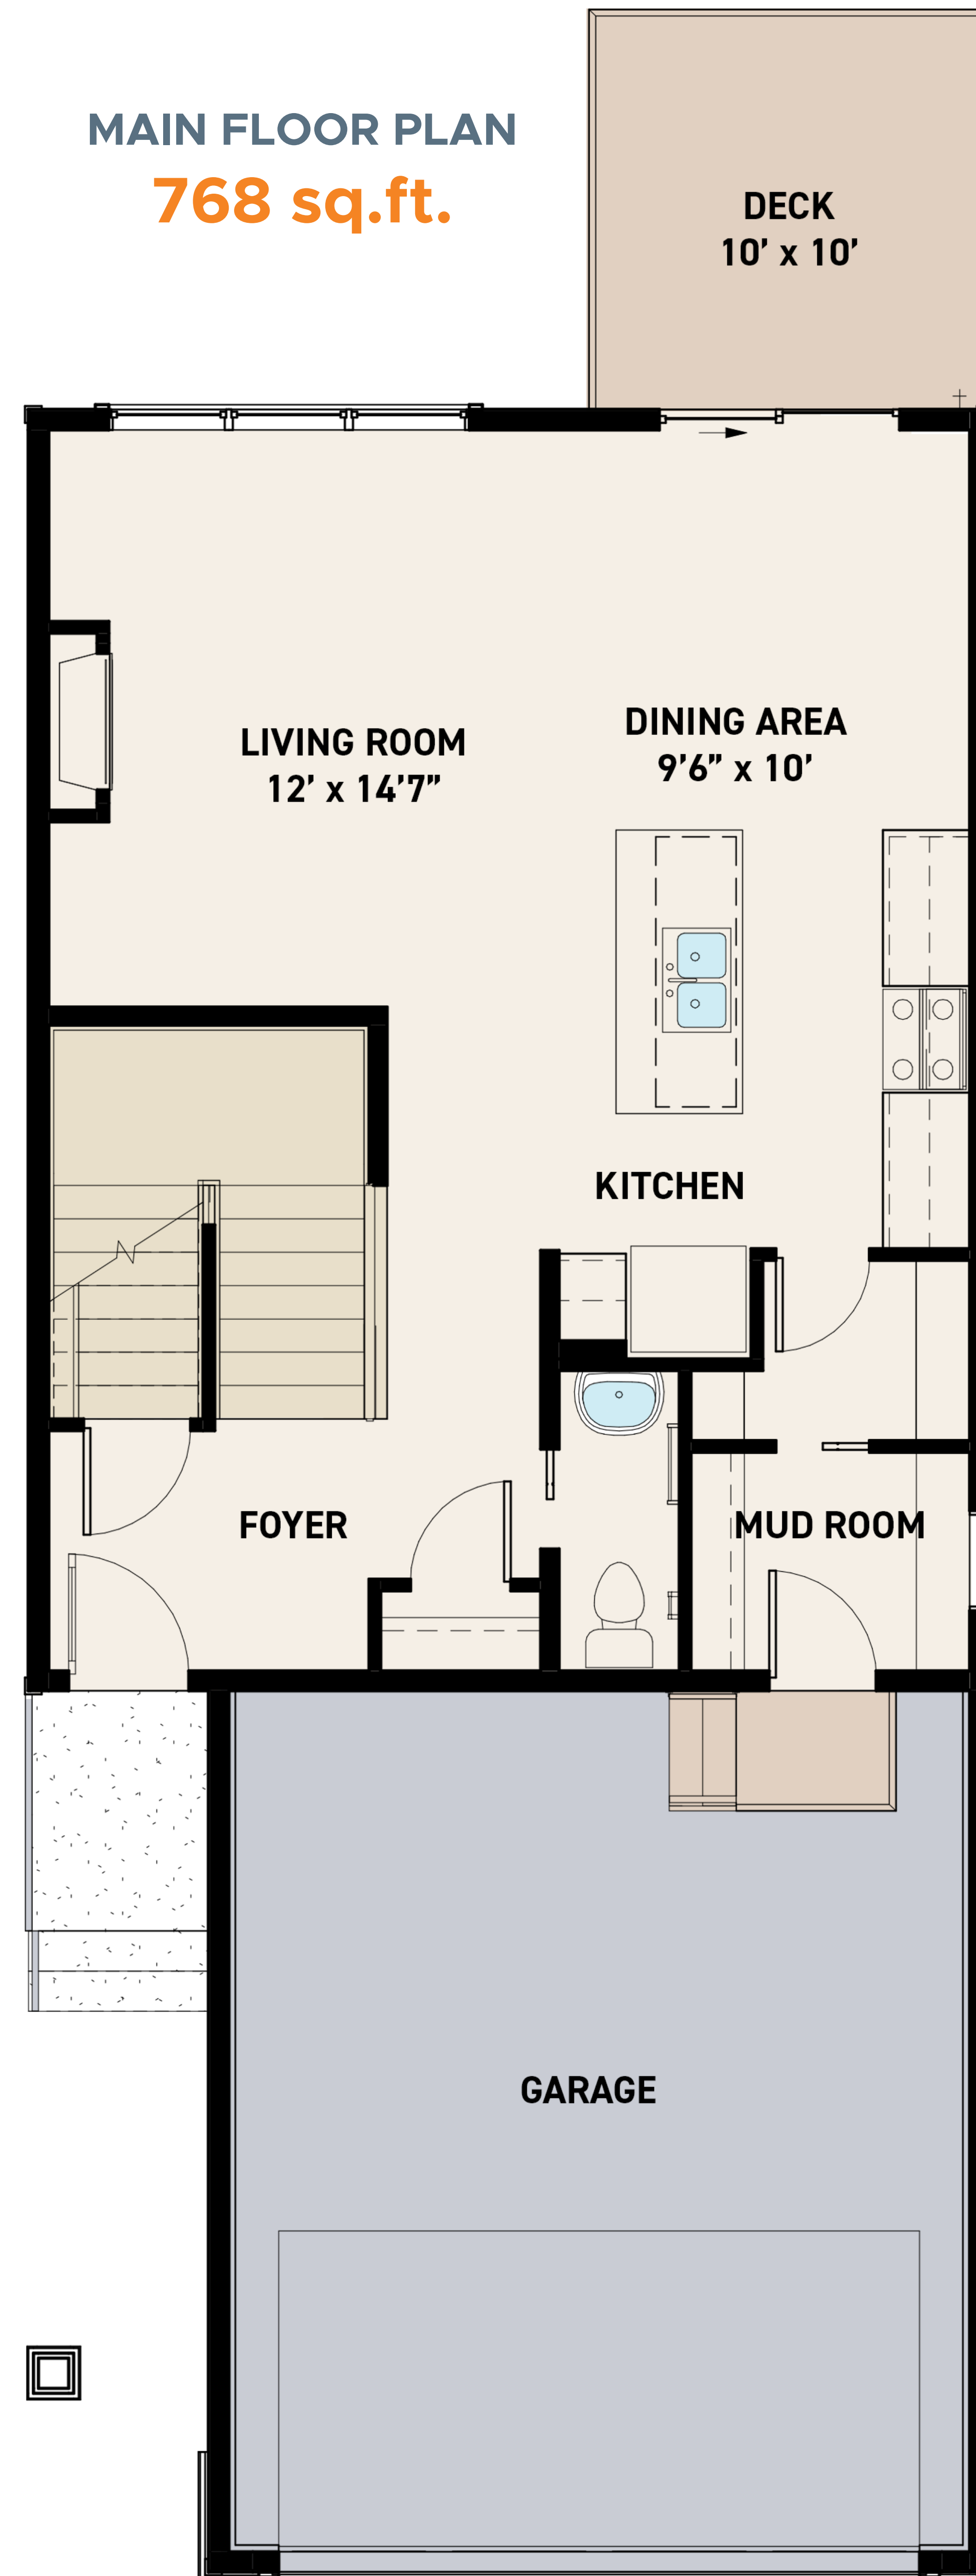 MAIN FLOOR PLAN
768 sq.ft.
DECK
10’ x 10’
LIVING ROOM
12’ x 14’7”
DINING AREA
9’6” x 10’
KITCHEN
FOYER
MUD ROOM
GARAGE